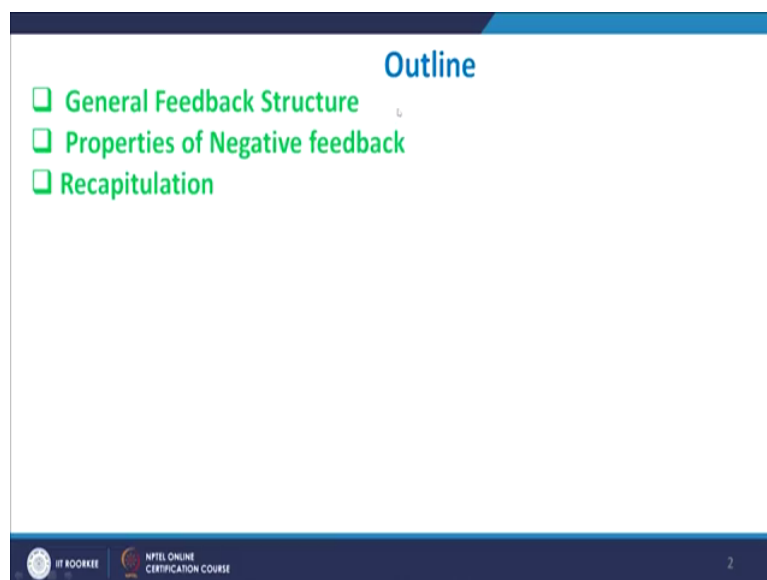 Outline
General Feedback Structure
Properties of Negative feedback
Recapitulation
IIT ROORKEE
NPTEL ONLINE
CERTIFICATION COURSE
2